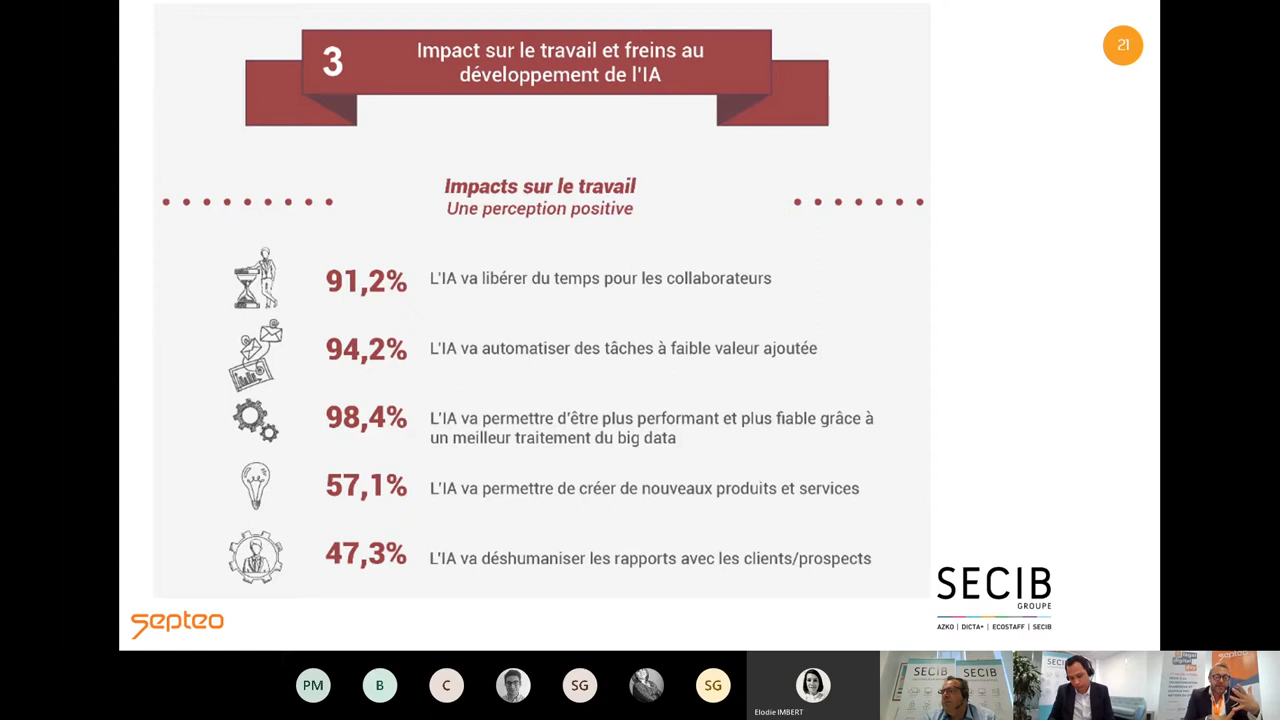 3
Impact sur le travail et freins au
développement de l'IA
21
Impacts sur le travail
Une perception positive
91,2% L'IA va libérer du temps pour les collaborateurs
94,2% L'IA va automatiser des tâches à faible valeur ajoutée
98,4% L'IA va permettre d'être plus performant et plus fiable grâce à
un meilleur traitement du big data
57,1% L'IA va permettre de créer de nouveaux produits et services
47,3% L'IA va déshumaniser les rapports avec les clients/prospects
septeo
SECIB
GROUPE
AZKO | DICTA+ | ECOSTAFF | SECIB
PM
B
C
SG
SG
Elodie IMBERT
SECIB
SECIB
SECIB
septeo